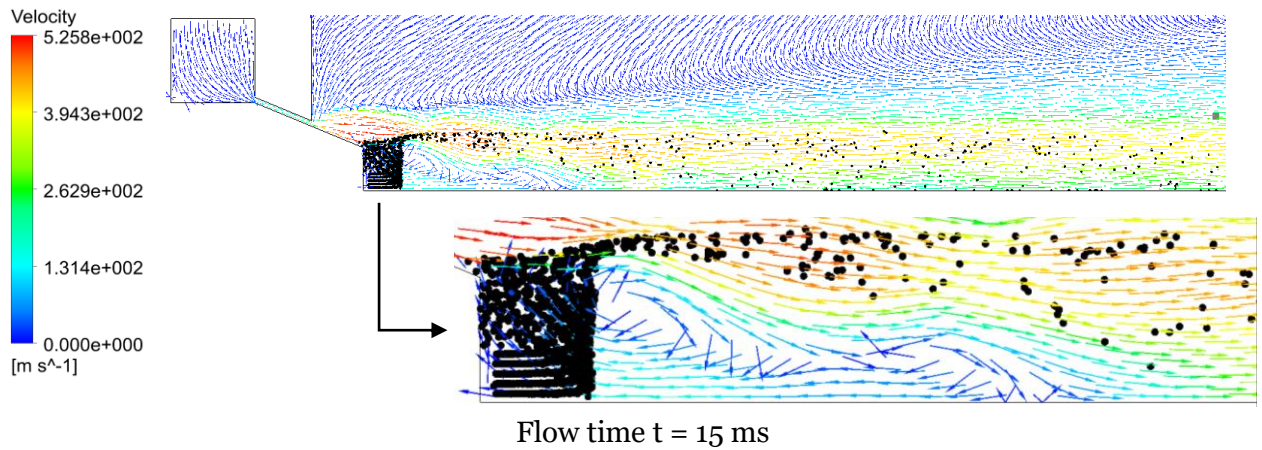 Velocity
5.258e+002
3.943e+002
2.629e+002
1.314e+002
0.000e+000
[m s^-1]
Flow time t = 15 ms